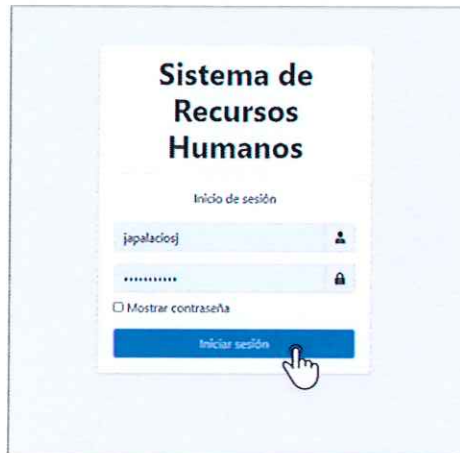 Sistema de
Recursos
Humanos
Inicio de sesión
japalaciosj
•••••••••••
Mostrar contraseña
Iniciar sesión